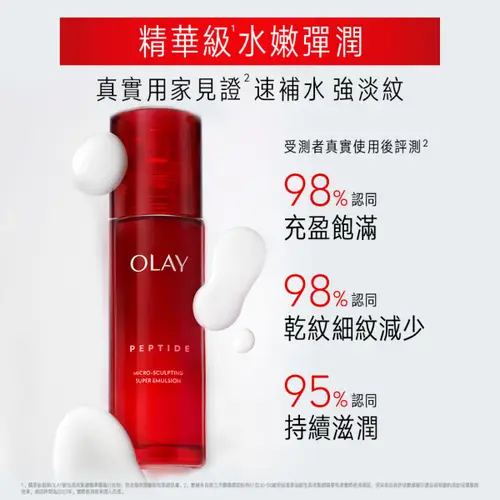 精華級¹水嫩彈潤
真實用家見證²速補水 強淡紋
受測者真實使用後評測²
98%認同
充盈飽滿
98%認同
乾紋細紋減少
95%認同
持續滋潤
OLAY
PEPTIDE
MICRO-SCULPTING
SUPER EMULSION